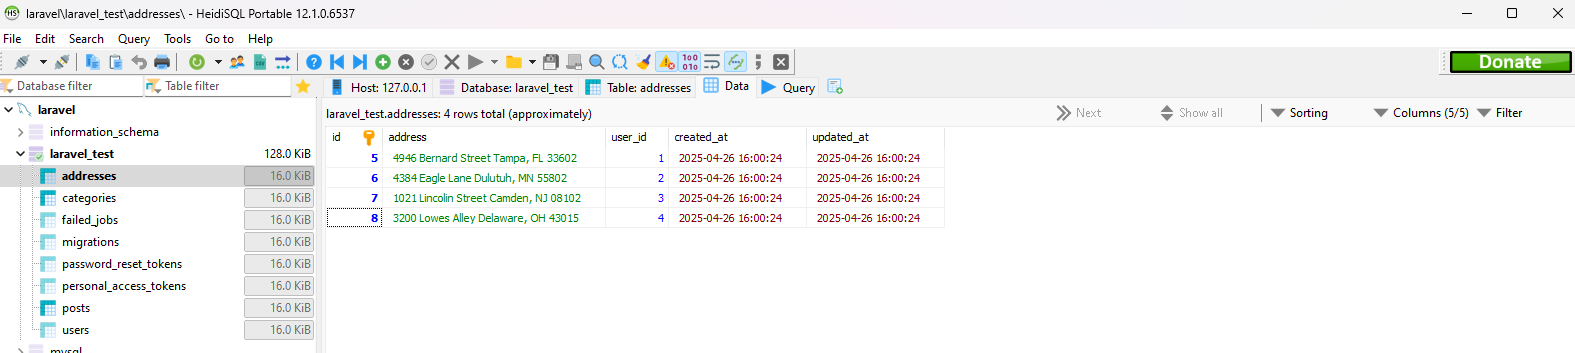 laravel\laravel_test\addresses\ - HeidiSQL Portable 12.1.0.6537
File Edit Search Query Tools Go to Help
Donate
Database filter Table filter
Host: 127.0.0.1 Database: laravel_test Table: addresses Data Query
laravel
information_schema
laravel_test 128.0 KiB
addresses 16.0 KiB
categories 16.0 KiB
failed_jobs 16.0 KiB
migrations 16.0 KiB
password_reset_tokens 16.0 KiB
personal_access_tokens 16.0 KiB
posts 16.0 KiB
users 16.0 KiB
mysql
laravel_test.addresses: 4 rows total (approximately) Next Show all Sorting Columns (5/5) Filter
id address user_id created_at updated_at
5 4946 Bernard Street Tampa, FL 33602 1 2025-04-26 16:00:24 2025-04-26 16:00:24
6 4384 Eagle Lane Dulutuh, MN 55802 2 2025-04-26 16:00:24 2025-04-26 16:00:24
7 1021 Lincolin Street Camden, NJ 08102 3 2025-04-26 16:00:24 2025-04-26 16:00:24
8 3200 Lowes Alley Delaware, OH 43015 4 2025-04-26 16:00:24 2025-04-26 16:00:24